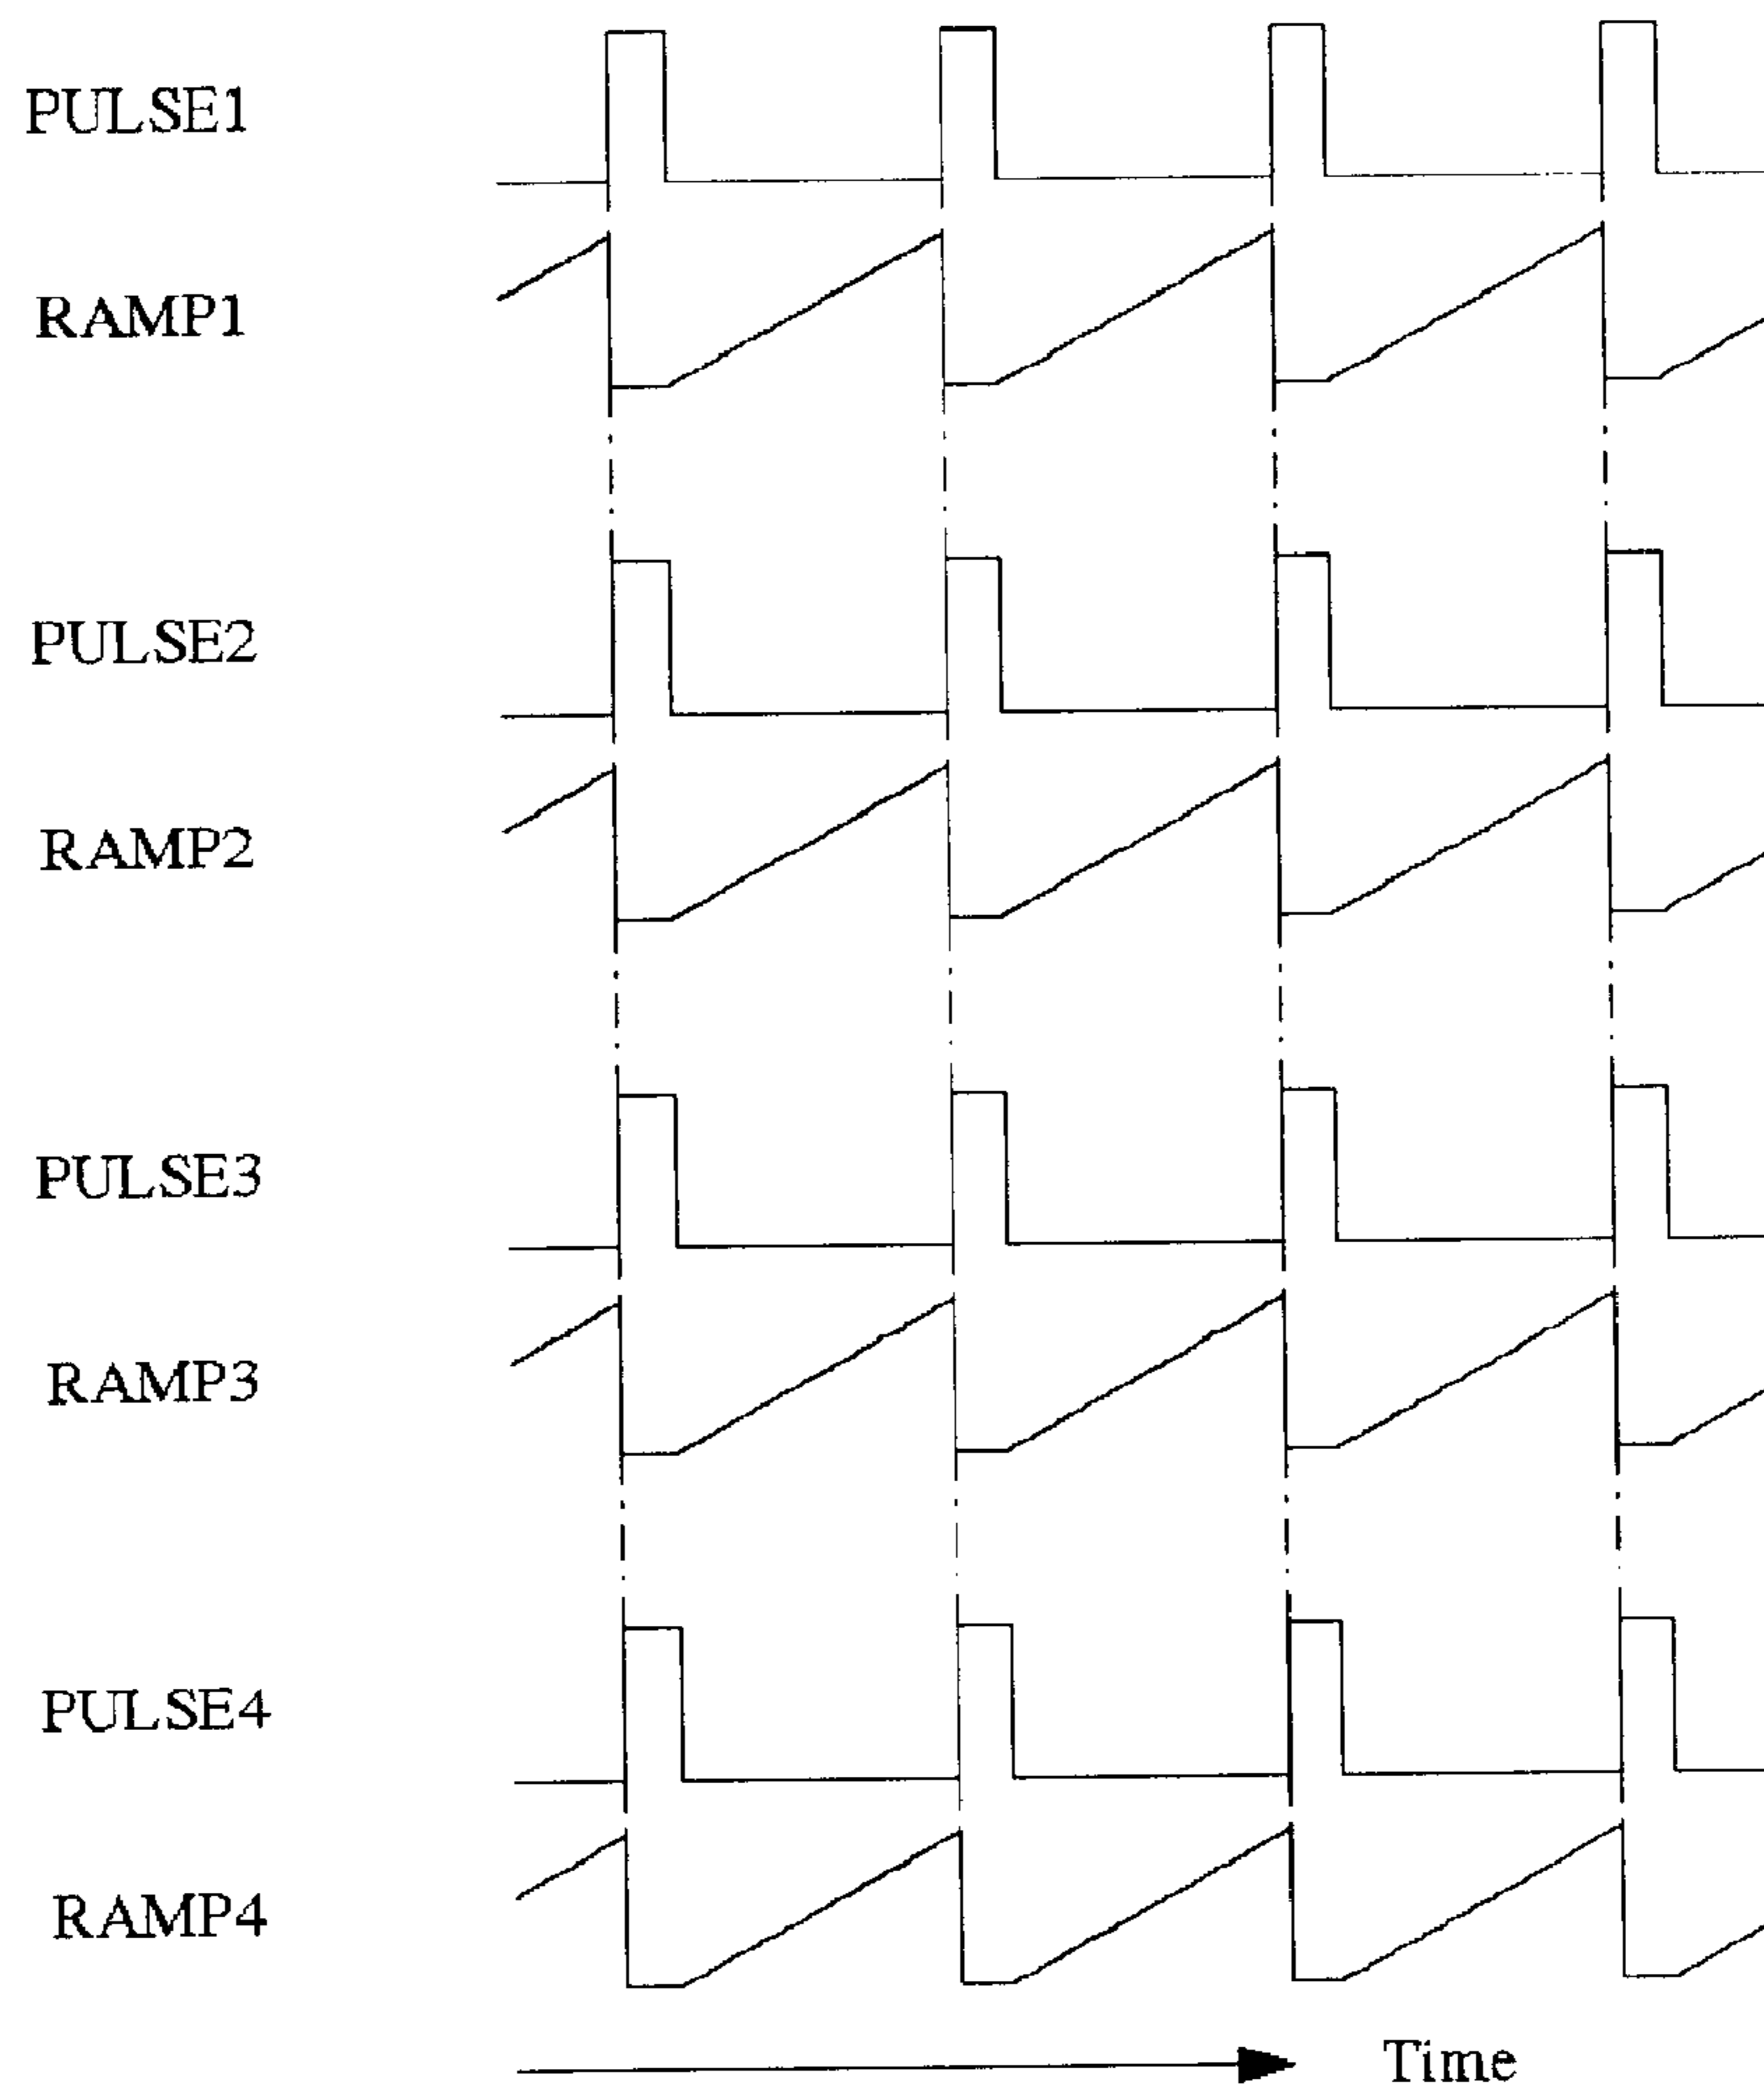 PULSE1
RAMP1
PULSE2
RAMP2
PULSE3
RAMP3
PULSE4
RAMP4
Time